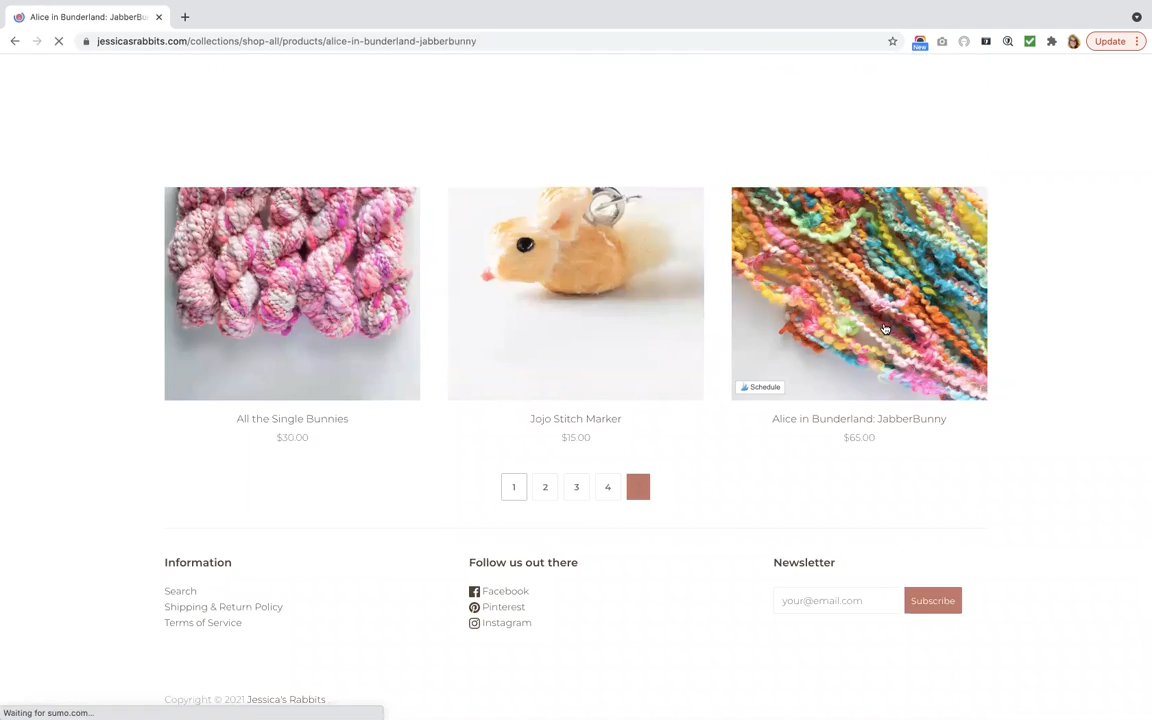 Alice in Bunderland: JabberBu
jessicasrabbits.com/collections/shop-all/products/alice-in-bunderland-jabberbunny
New
Update
Schedule
All the Single Bunnies
Jojo Stitch Marker
Alice in Bunderland: JabberBunny
$30.00
$15.00
$65.00
1 2 3 4
Information
Follow us out there
Newsletter
Search
Facebook
your@email.com
Subscribe
Shipping & Return Policy
Pinterest
Terms of Service
Instagram
Copyright © 2021 Jessica's Rabbits
Waiting for sumo.com...